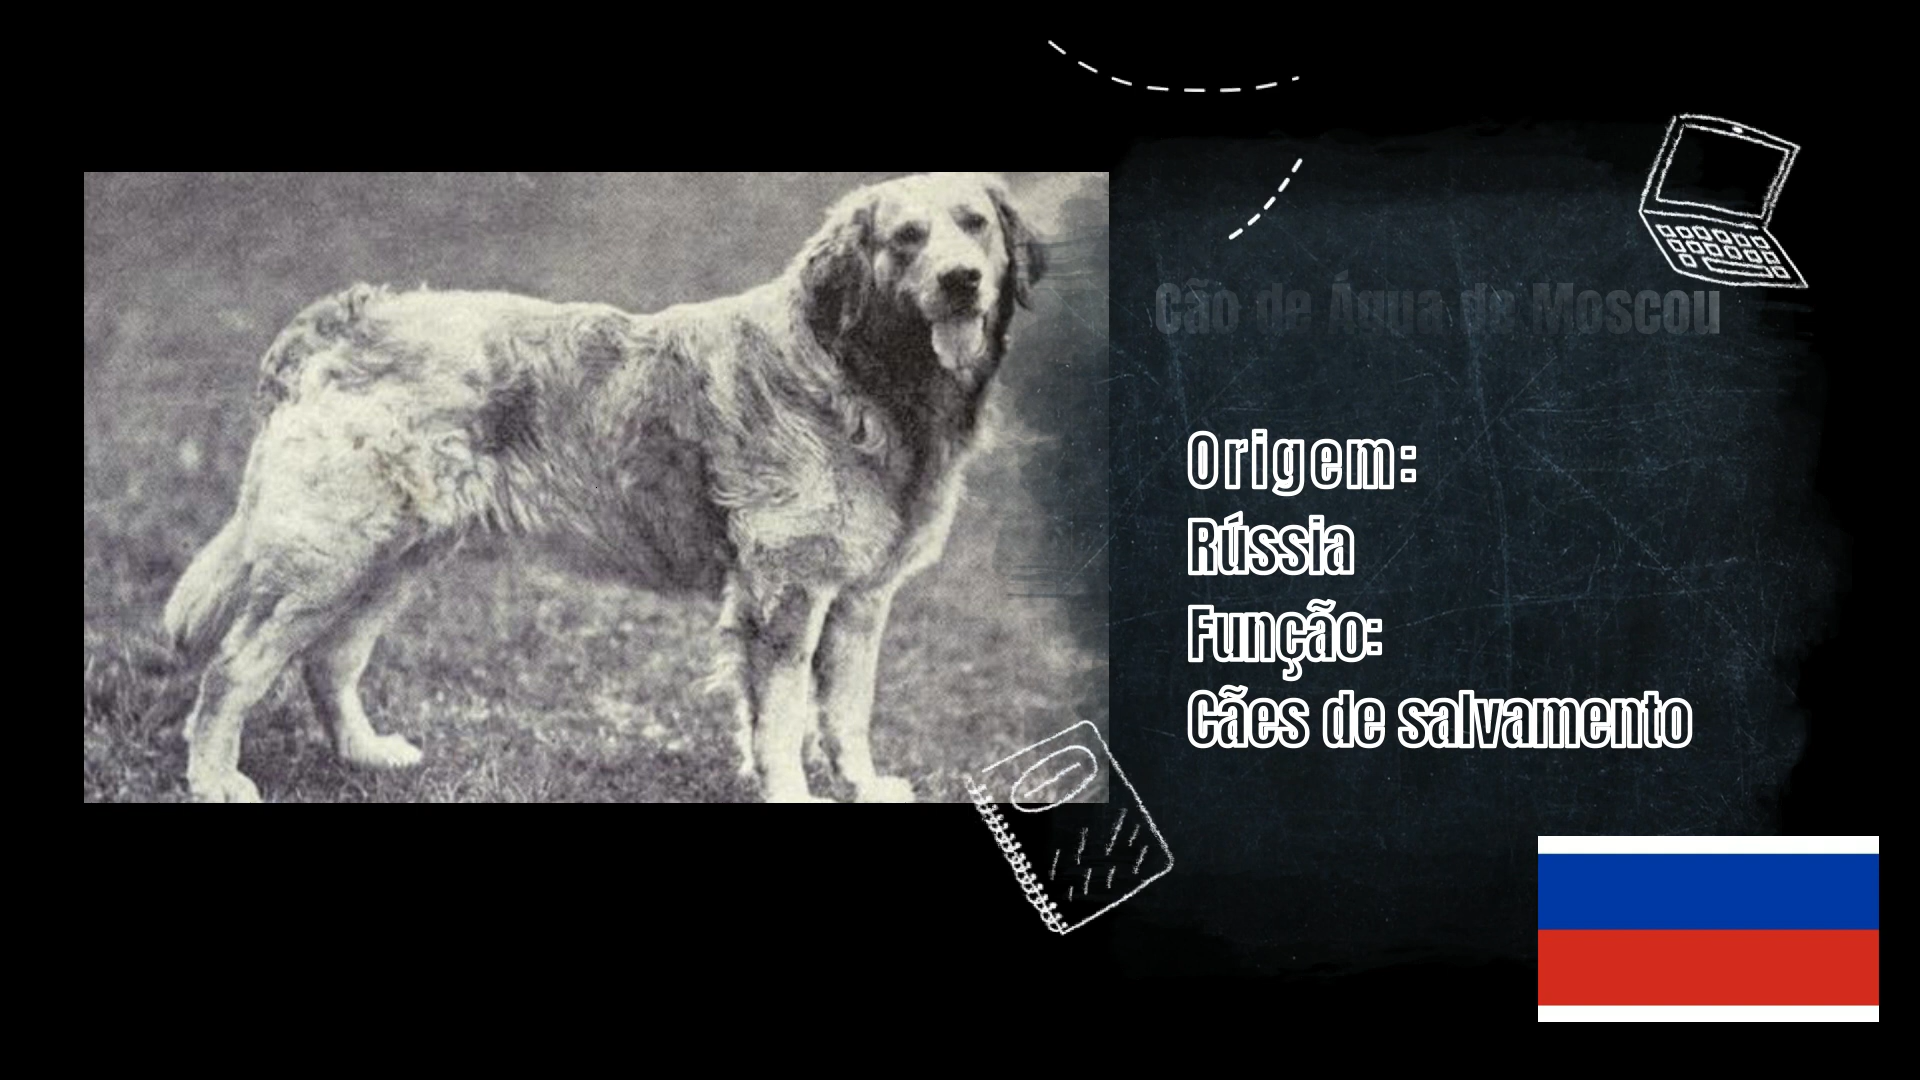 Cão de Água de Moscou
Origem:
Rússia
Função:
Cães de salvamento